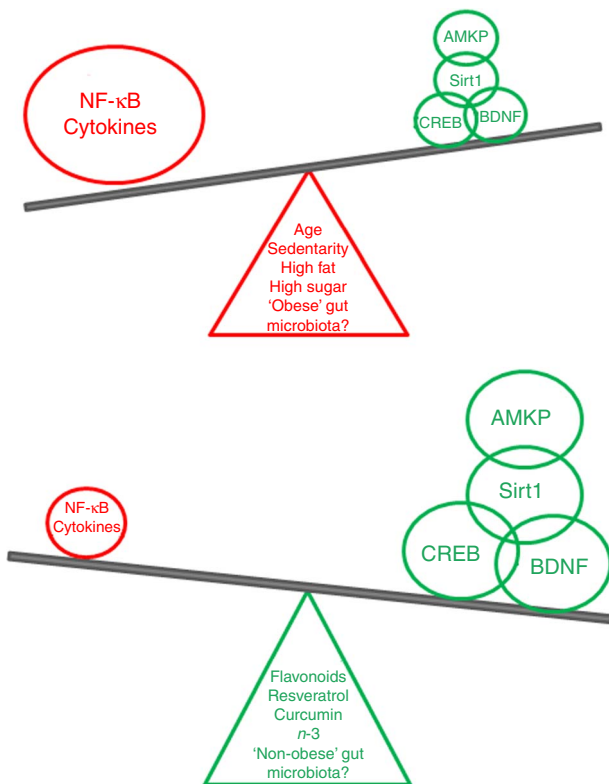 AMKP
Sirt1
CREB
BDNF
NF-κB
Cytokines
Age
Sedentarity
High fat
High sugar
‘Obese’ gut
microbiota?
AMKP
Sirt1
CREB
BDNF
NF-κB
Cytokines
Flavonoids
Resveratrol
Curcumin
n-3
‘Non-obese’ gut
microbiota?